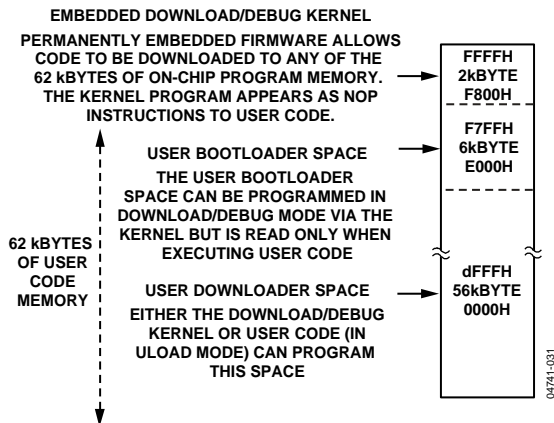 EMBEDDED DOWNLOAD/DEBUG KERNEL
PERMANENTLY EMBEDDED FIRMWARE ALLOWS
CODE TO BE DOWNLOADED TO ANY OF THE
62 kBYTES OF ON-CHIP PROGRAM MEMORY.
THE KERNEL PROGRAM APPEARS AS NOP
INSTRUCTIONS TO USER CODE.
FFFFH
2kBYTE
F800H
USER BOOTLOADER SPACE
THE USER BOOTLOADER
SPACE CAN BE PROGRAMMED IN
DOWNLOAD/DEBUG MODE VIA THE
KERNEL BUT IS READ ONLY WHEN
EXECUTING USER CODE
F7FFH
6kBYTE
E000H
62 kBYTES
OF USER
CODE
MEMORY
USER DOWNLOADER SPACE
EITHER THE DOWNLOAD/DEBUG
KERNEL OR USER CODE (IN
ULOAD MODE) CAN PROGRAM
THIS SPACE
dFFFH
56kBYTE
0000H
04741-031